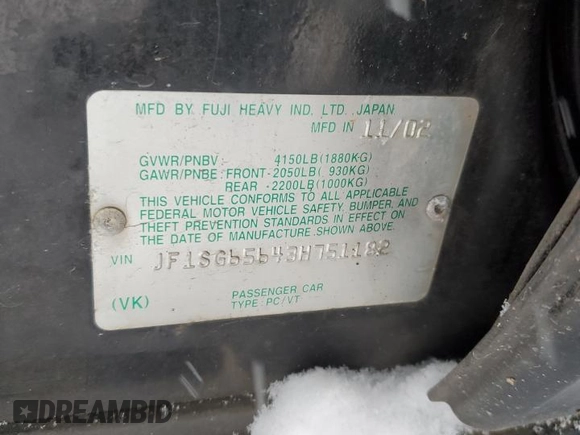 MFD BY FUJI HEAVY IND. LTD. JAPAN
MFD IN 11/02
GVWR/PNBV: 4150LB(1880KG)
GAWR/PNBE: FRONT-2050LB( 930KG)
REAR -2200LB(1000KG)
THIS VEHICLE CONFORMS TO ALL APPLICABLE
FEDERAL MOTOR VEHICLE SAFETY, BUMPER, AND
THEFT PREVENTION STANDARDS IN EFFECT ON
THE DATE OF MANUFACTURE SHOWN ABOVE.
VIN JF1SG65643H751182
(VK)
PASSENGER CAR
TYPE: PC/VT
DREAMBID